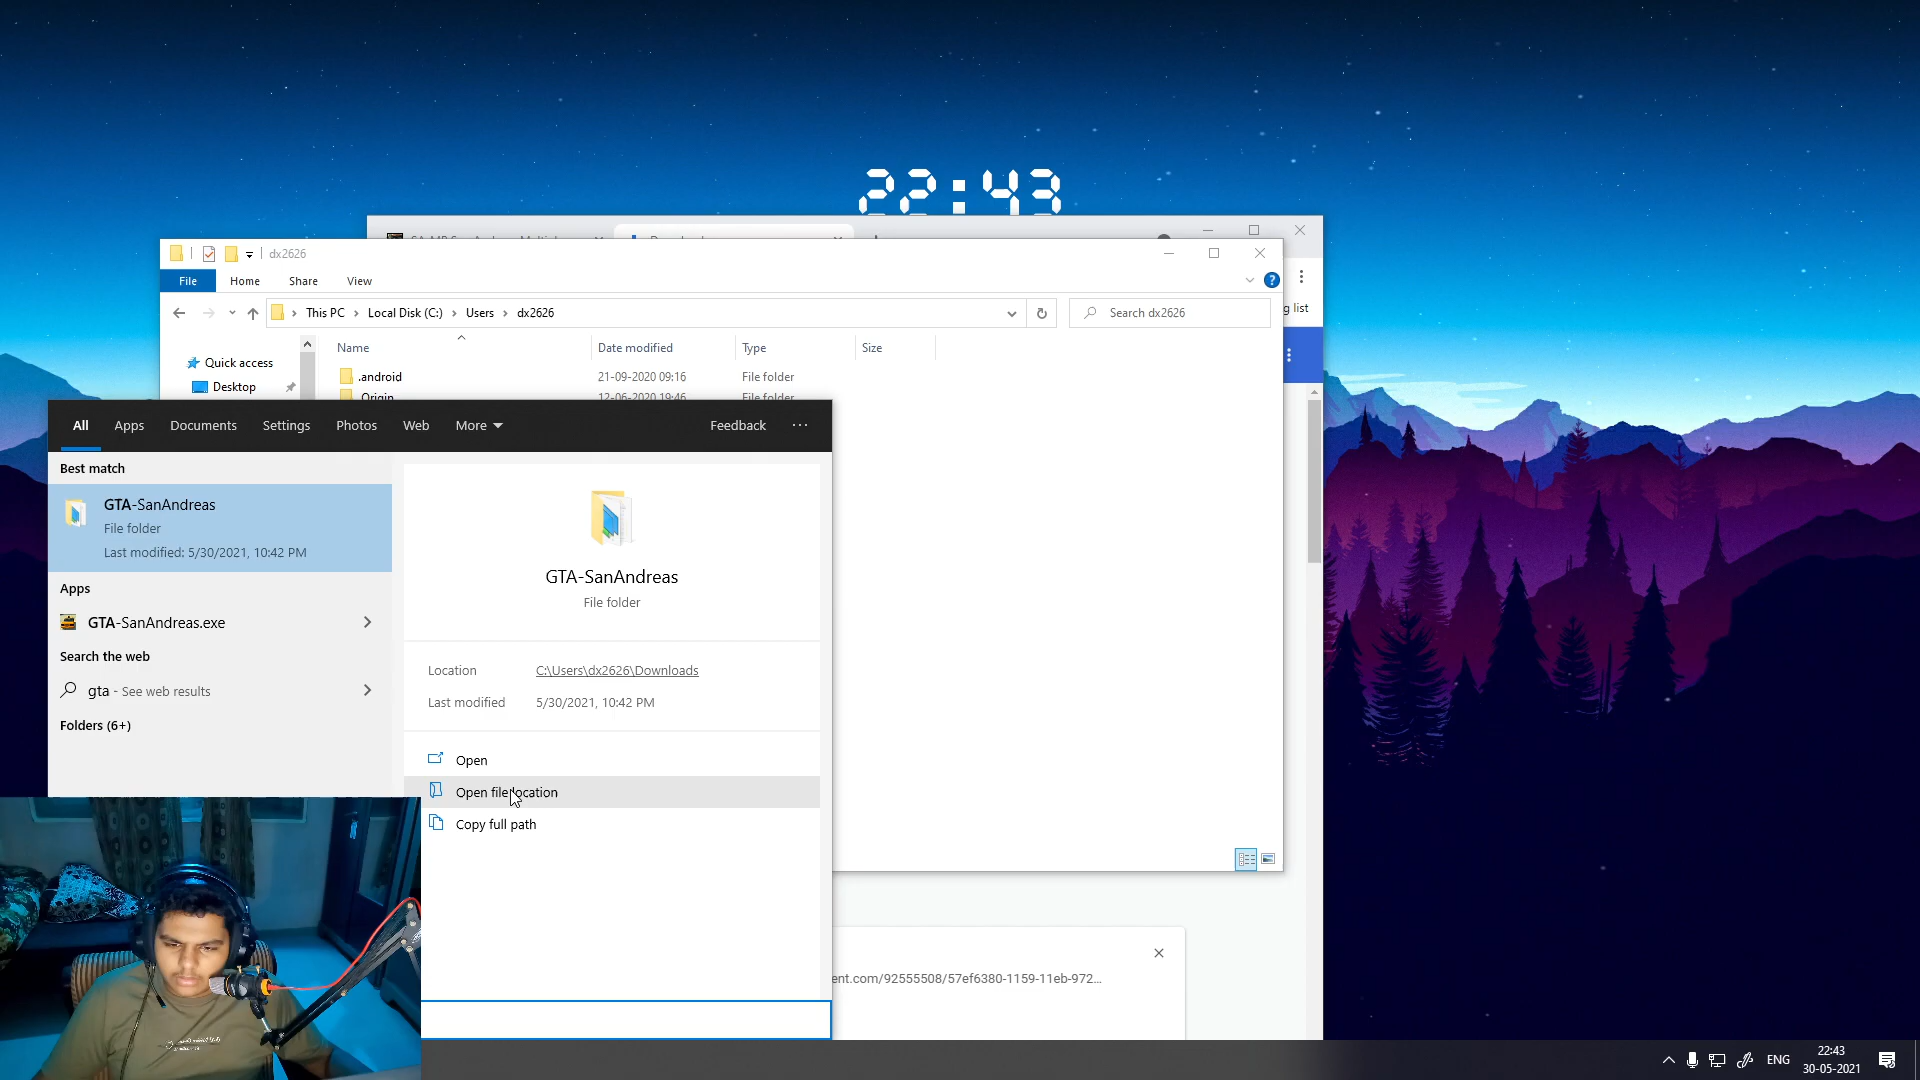 22:43
dx2626
File
Home
Share
View
g list
This PC
Local Disk (C:)
Users
dx2626
Search dx2626
Name
Date modified
Type
Size
Quick access
.android
21-09-2020 09:16
File folder
Desktop
Origin
12-06-2020 19:46
File folder
All
Apps
Documents
Settings
Photos
Web
More
Feedback
Best match
GTA-SanAndreas
File folder
Last modified: 5/30/2021, 10:42 PM
Apps
GTA-SanAndreas.exe
Search the web
gta - See web results
Folders (6+)
GTA-SanAndreas
File folder
Location
C:\Users\dx2626\Downloads
Last modified
5/30/2021, 10:42 PM
Open
Open file location
Copy full path
ent.com/92555508/57ef6380-1159-11eb-972...
ENG
22:43
30-05-2021